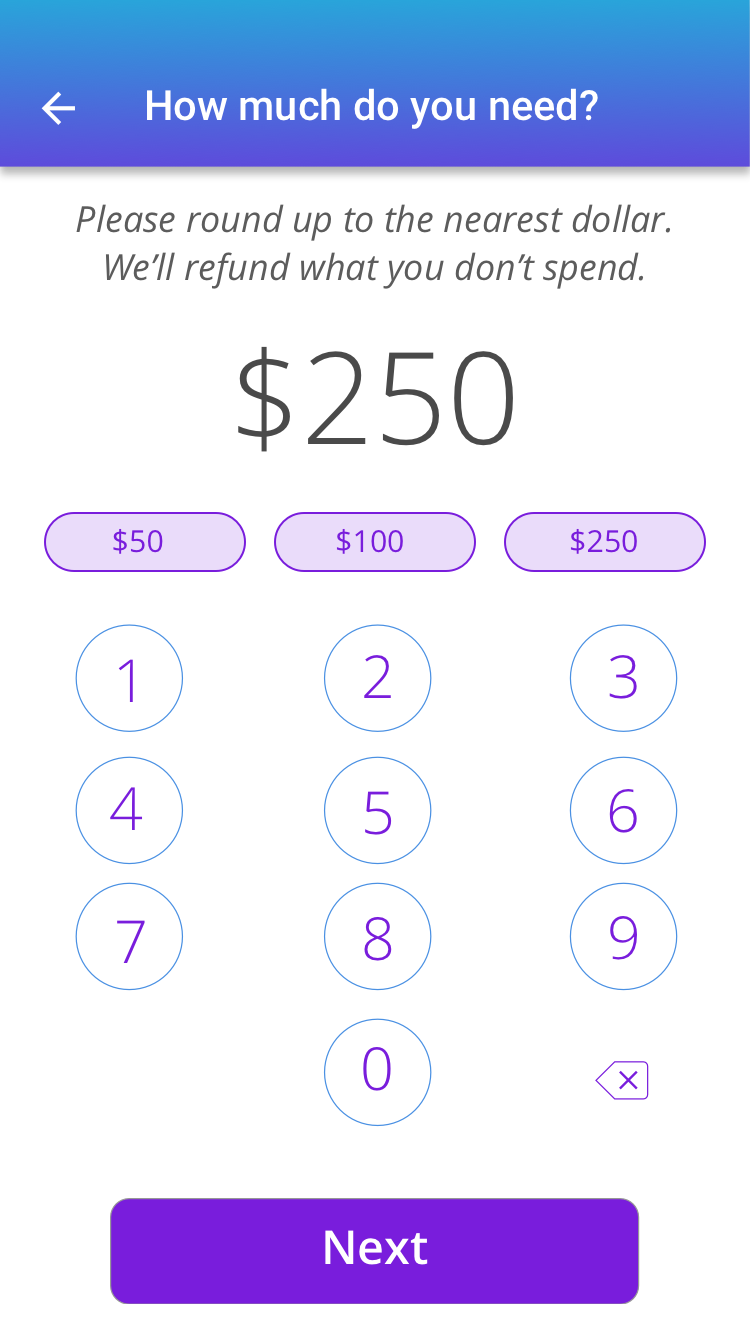 How much do you need?
Please round up to the nearest dollar.
We’ll refund what you don’t spend.
$250
$50 $100 $250
1 2 3
4 5 6
7 8 9
0
Next